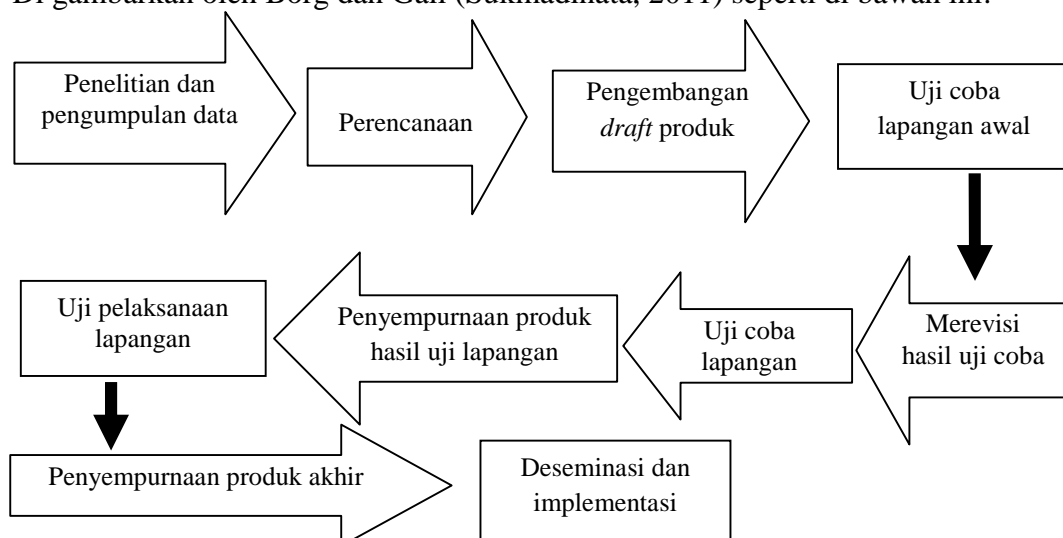 Di gambarkan oleh Borg dan Gall (Sukmadinata, 2011) seperti di bawah ini:
Penelitian dan
pengumpulan data
Perencanaan
Pengembangan
draft produk
Uji coba
lapangan awal
Merevisi
hasil uji coba
Uji coba
lapangan
Penyempurnaan produk
hasil uji lapangan
Uji pelaksanaan
lapangan
Penyempurnaan produk akhir
Deseminasi dan
implementasi